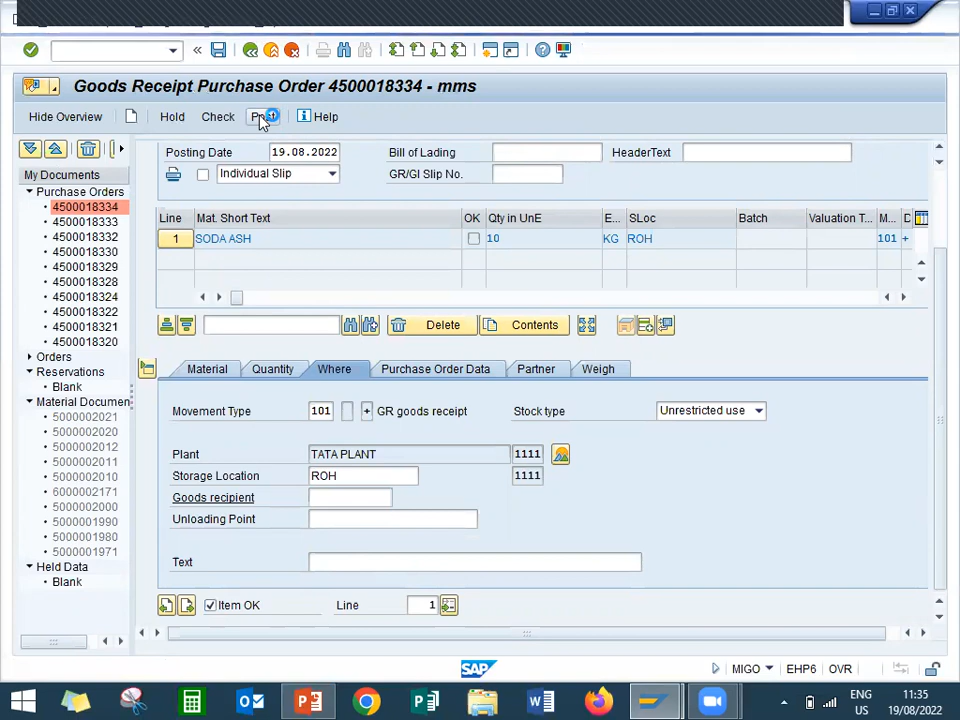 Goods Receipt Purchase Order 4500018334 - mms
Hide Overview Hold Check Help
My Documents
Purchase Orders
4500018334
4500018333
4500018332
4500018330
4500018329
4500018328
4500018324
4500018322
4500018321
4500018320
Orders
Reservations
Blank
Material Documen
5000002021
5000002020
5000002012
5000002011
5000002010
6000002171
5000002000
5000001990
5000001980
5000001971
Held Data
Blank
Posting Date 19.08.2022 Bill of Lading HeaderText
Individual Slip GR/GI Slip No.
Line Mat. Short Text OK Qty in UnE E... SLoc Batch Valuation T... M... D
1 SODA ASH 10 KG ROH 101 +
Delete Contents
Material Quantity Where Purchase Order Data Partner Weigh
Movement Type 101 + GR goods receipt Stock type Unrestricted use
Plant TATA PLANT 1111
Storage Location ROH 1111
Goods recipient
Unloading Point
Text
Item OK Line 1
SAP MIGO EHP6 OVR
ENG 11:35
US 19/08/2022